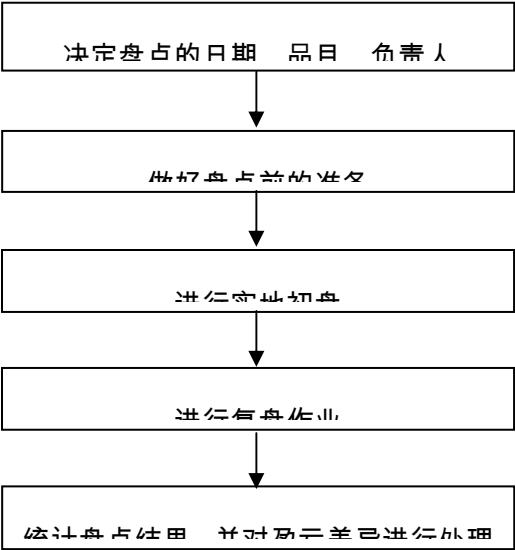 决定盘点的日期 品目 负责人
做好盘点前的准备
进行实地初盘
进行复盘作业
统计盘点结果 并对盈亏差异进行处理